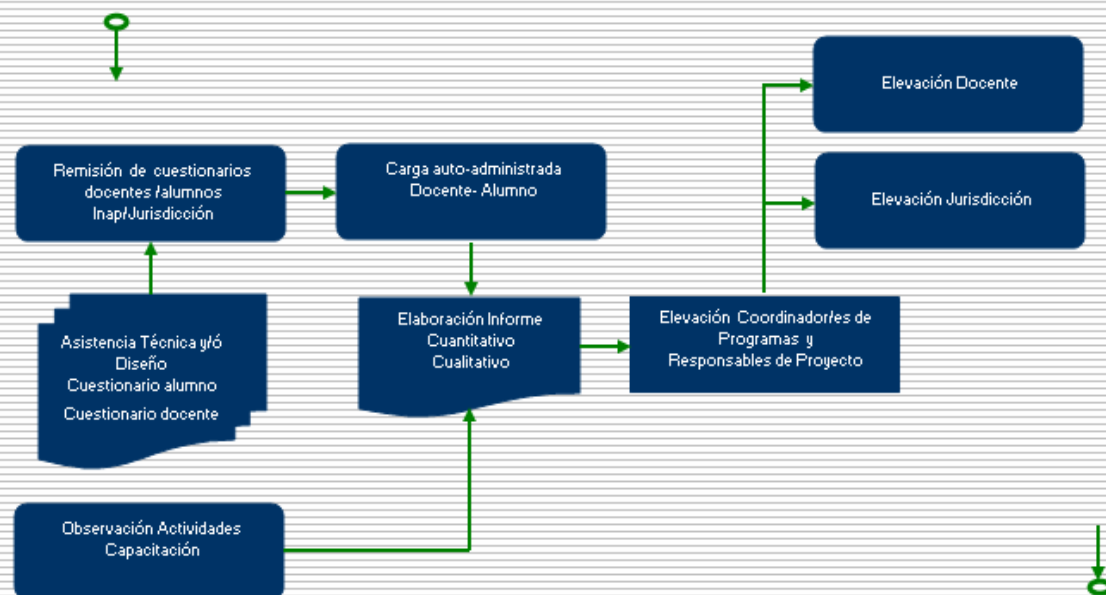 Elevación Docente
Remisión de cuestionarios
docentes /alumnos
Inap/Jurisdicción
Carga auto-administrada
Docente- Alumno
Elevación Jurisdicción
Asistencia Técnica y/ó
Diseño
Cuestionario alumno
Cuestionario docente
Elaboración Informe
Cuantitativo
Cualitativo
Elevación Coordinador/es de
Programas y
Responsables de Proyecto
Observación Actividades
Capacitación